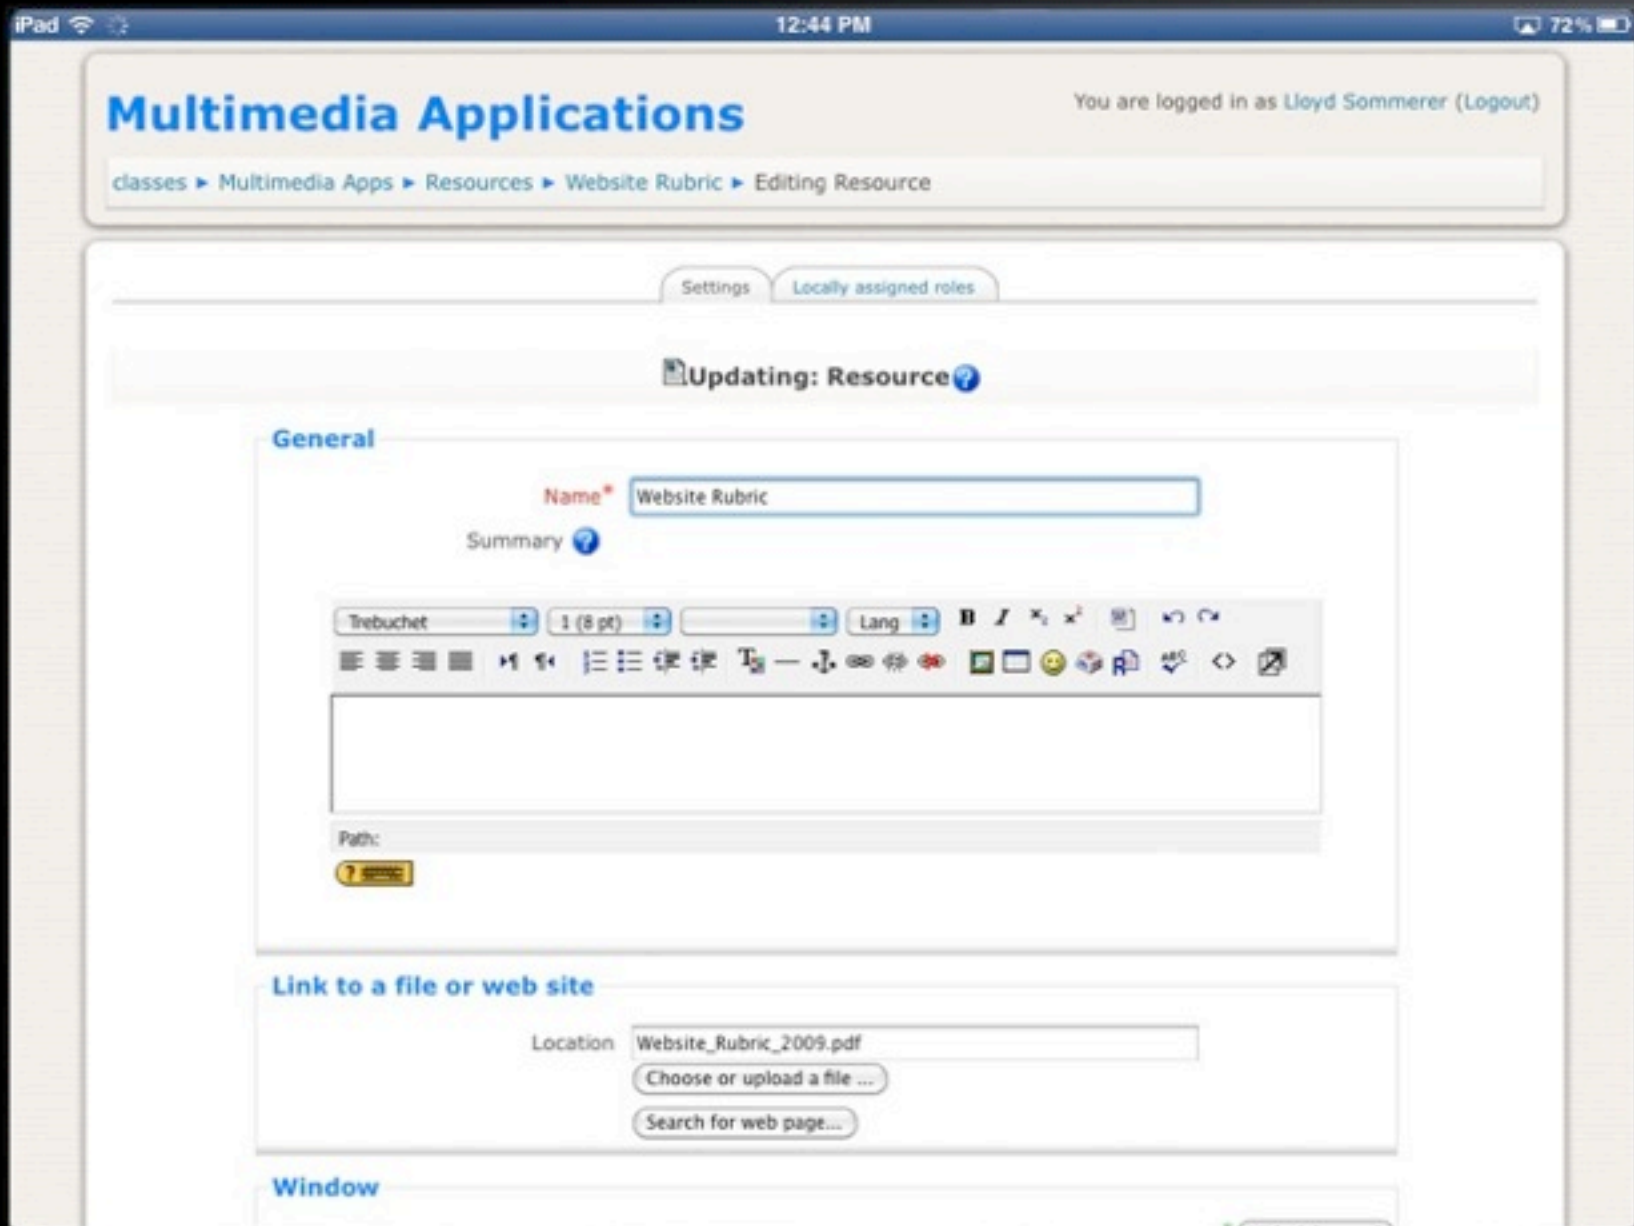 iPad 12:44 PM 72%
Multimedia Applications
You are logged in as Lloyd Sommerer (Logout)
classes ► Multimedia Apps ► Resources ► Website Rubric ► Editing Resource
Settings Locally assigned roles
Updating: Resource ?
General
Name* Website Rubric
Summary ?
Trebuchet 1 (8 pt) Lang B I x₂ x²
ABC <>
Path:
?
Link to a file or web site
Location Website_Rubric_2009.pdf
Choose or upload a file ...
Search for web page...
Window